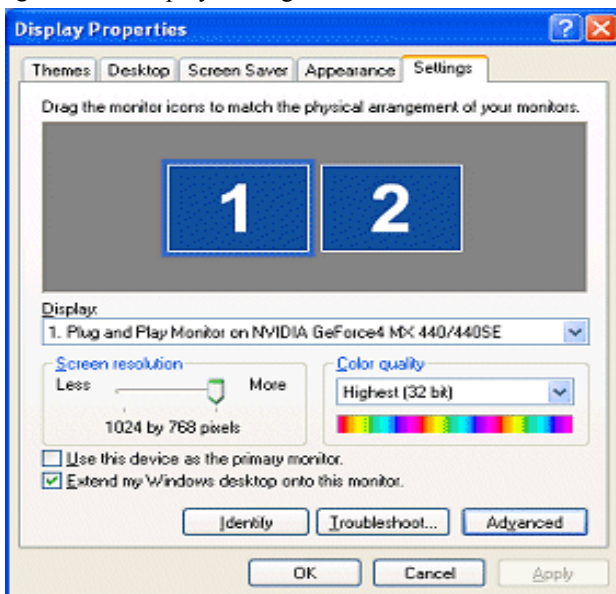 Display Properties
Themes Desktop Screen Saver Appearance Settings
Drag the monitor icons to match the physical arrangement of your monitors.
1 2
Display:
1. Plug and Play Monitor on NVIDIA GeForce4 MX 440/440SE
Screen resolution Color quality
Less More Highest (32 bit)
1024 by 768 pixels
Use this device as the primary monitor.
Extend my Windows desktop onto this monitor.
Identify Troubleshoot... Advanced
OK Cancel Apply